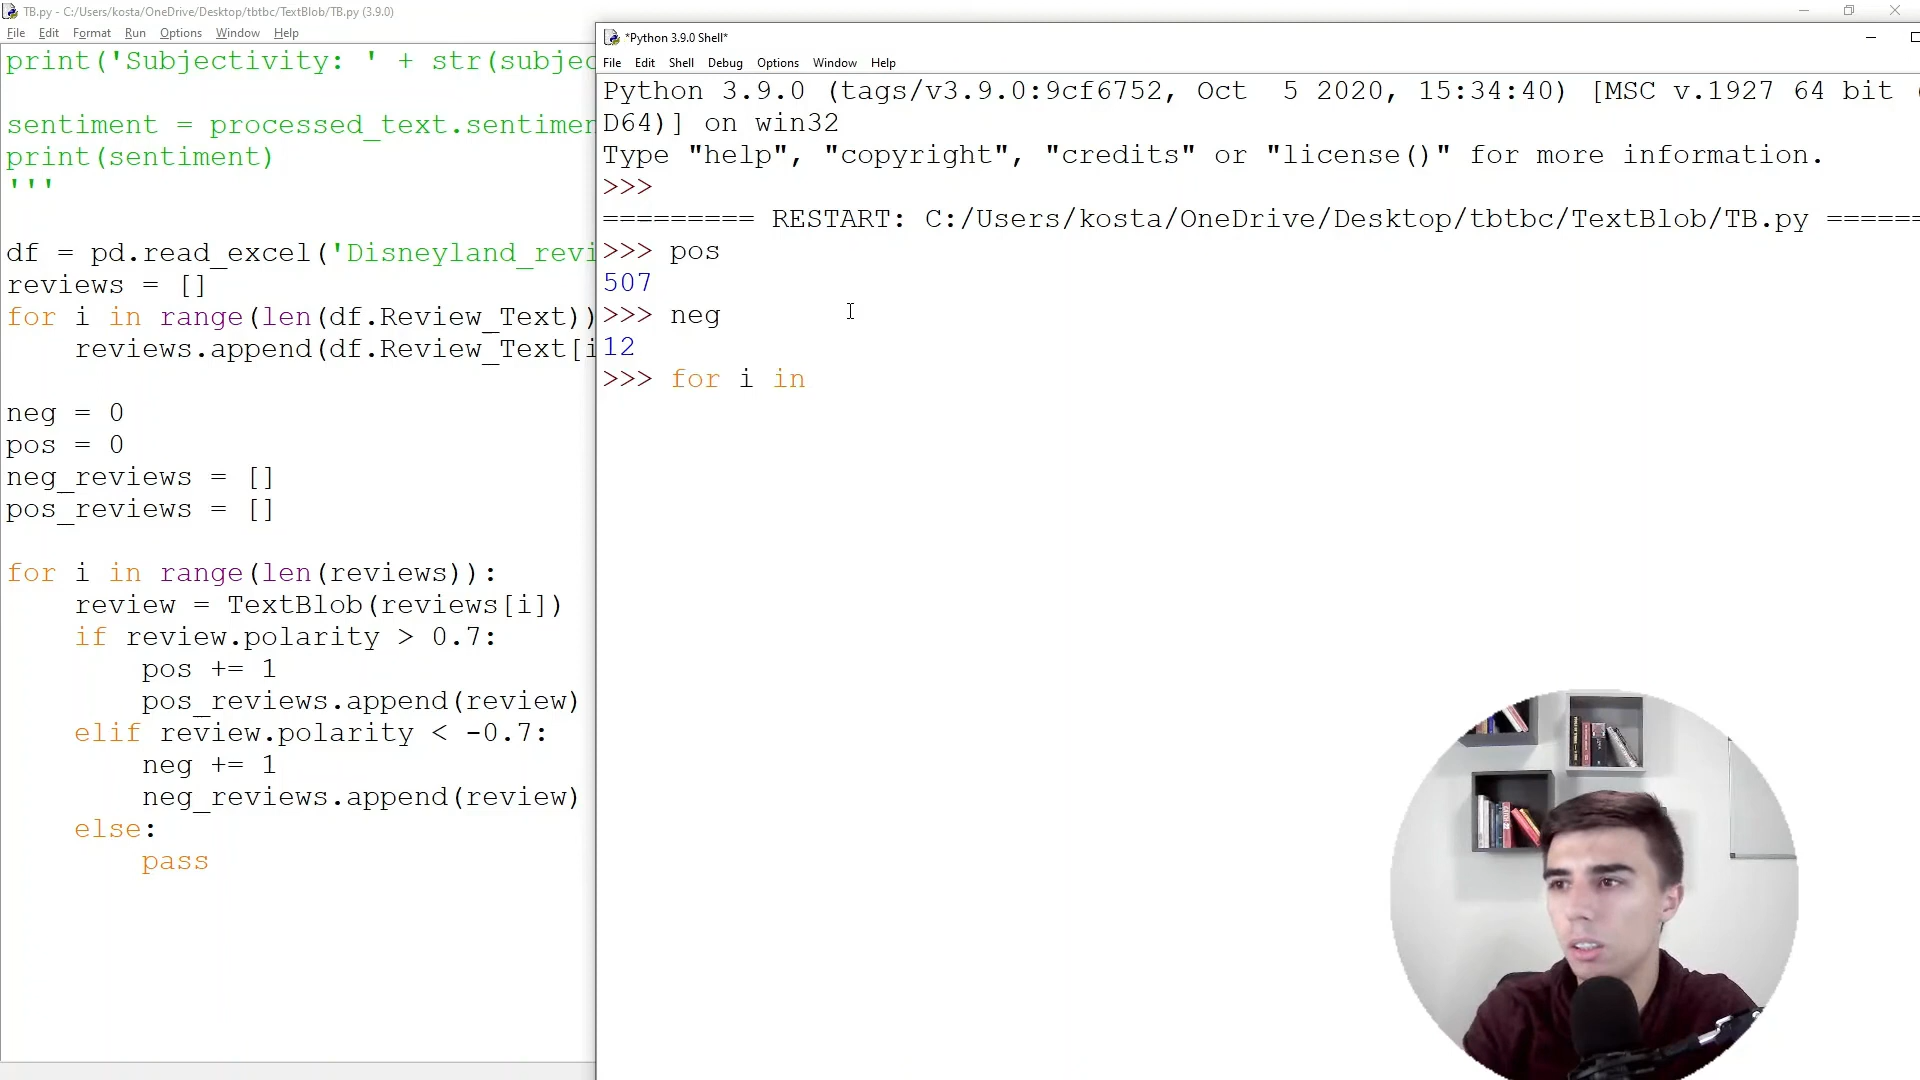 TB.py - C:/Users/kosta/OneDrive/Desktop/tbtbc/TextBlob/TB.py (3.9.0)
File Edit Format Run Options Window Help
print('Subjectivity: ' + str(subjec
sentiment = processed_text.sentimen
print(sentiment)
'''
df = pd.read_excel('Disneyland_revi
reviews = []
for i in range(len(df.Review_Text))
reviews.append(df.Review_Text[i
neg = 0
pos = 0
neg_reviews = []
pos_reviews = []
for i in range(len(reviews)):
review = TextBlob(reviews[i])
if review.polarity > 0.7:
pos += 1
pos_reviews.append(review)
elif review.polarity < -0.7:
neg += 1
neg_reviews.append(review)
else:
pass
*Python 3.9.0 Shell*
File Edit Shell Debug Options Window Help
Python 3.9.0 (tags/v3.9.0:9cf6752, Oct  5 2020, 15:34:40) [MSC v.1927 64 bit (
D64)] on win32
Type "help", "copyright", "credits" or "license()" for more information.
>>>
========= RESTART: C:/Users/kosta/OneDrive/Desktop/tbtbc/TextBlob/TB.py ======
>>> pos
507
>>> neg
12
>>> for i in